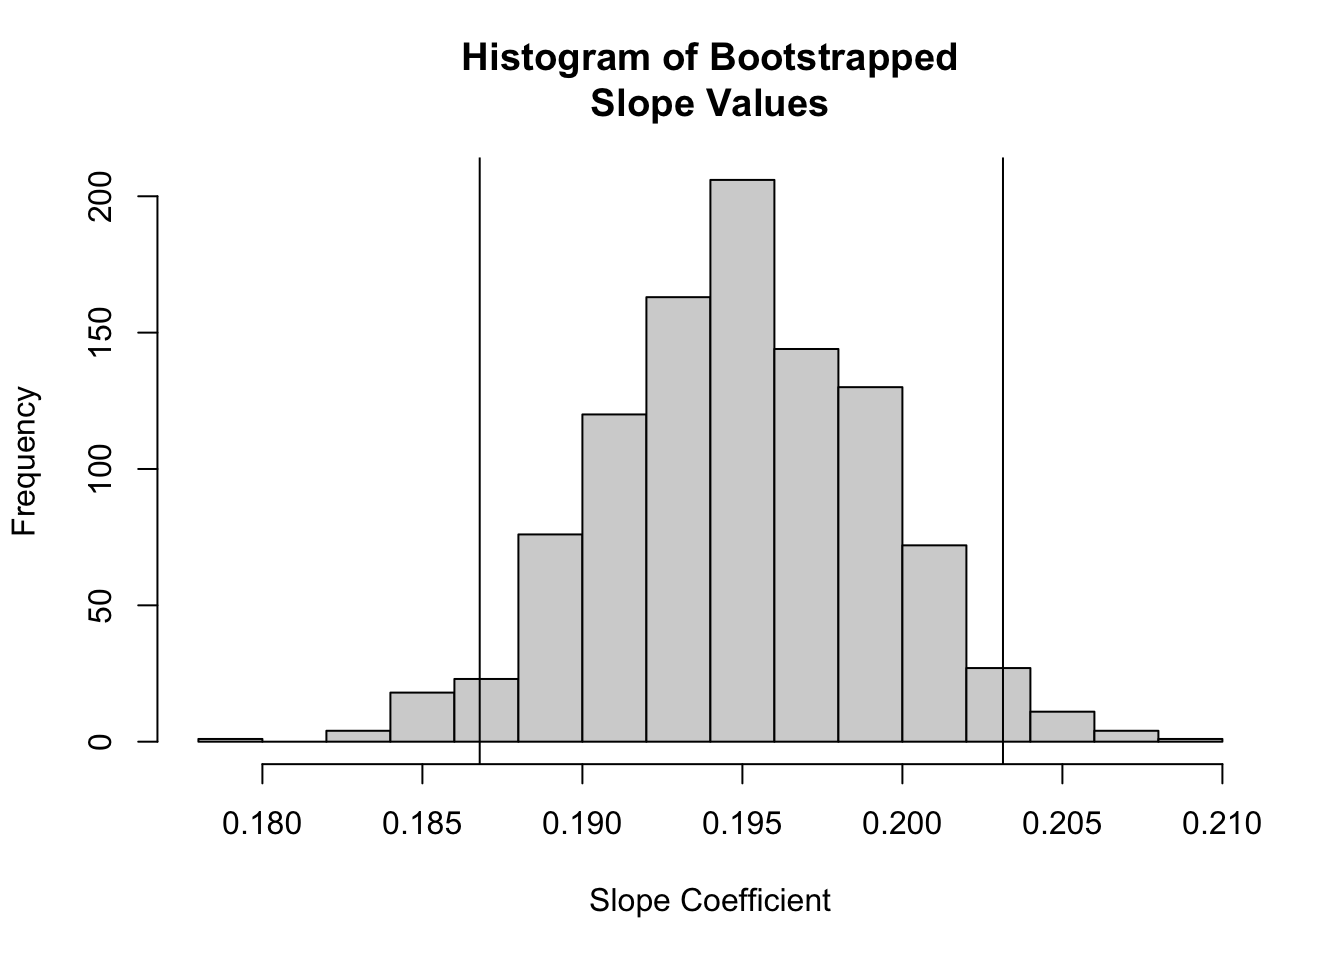 Histogram of Bootstrapped
Slope Values
Frequency
200
150
100
50
0
0.180 0.185 0.190 0.195 0.200 0.205 0.210
Slope Coefficient